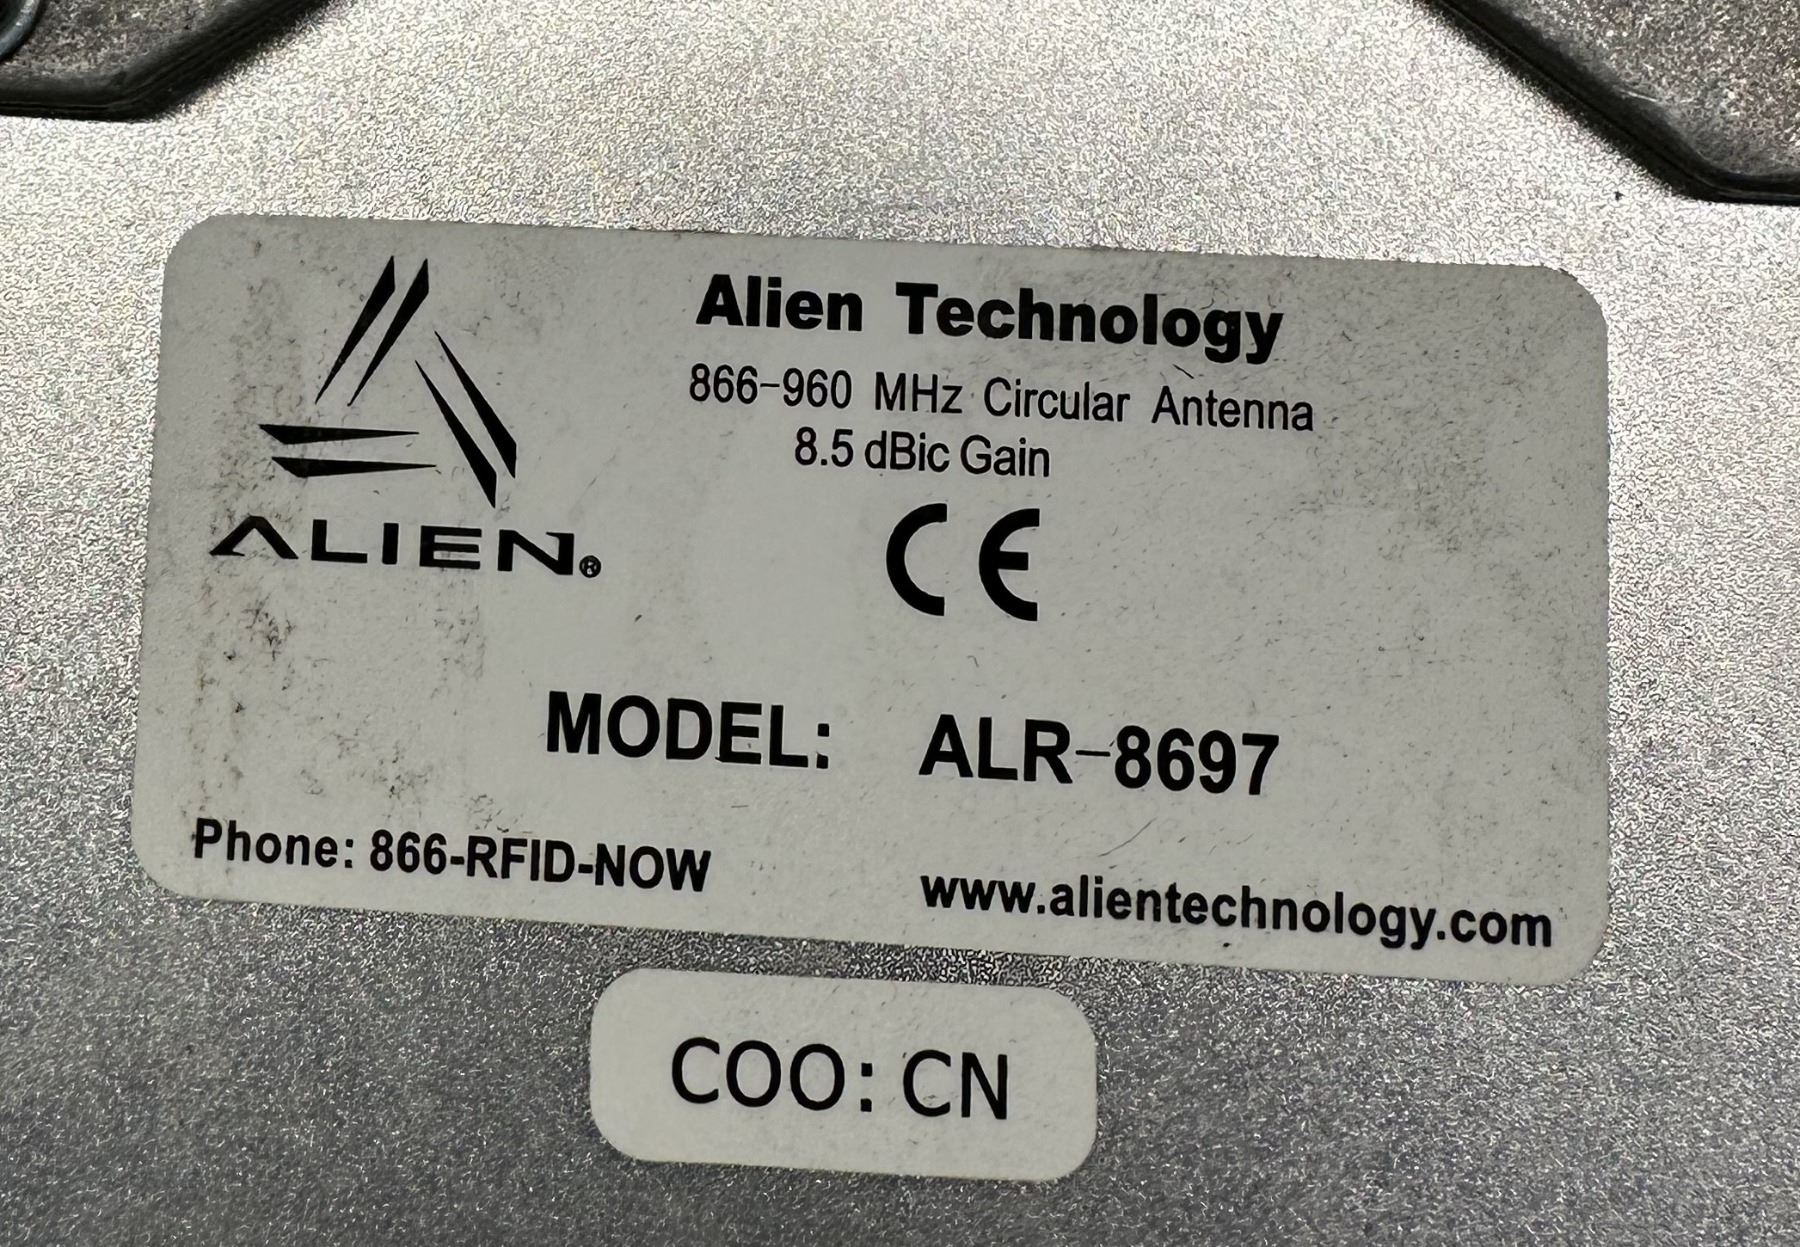 Alien Technology
866-960 MHz Circular Antenna
8.5 dBic Gain
ALIEN®
CE
MODEL: ALR-8697
Phone: 866-RFID-NOW
www.alientechnology.com
COO: CN